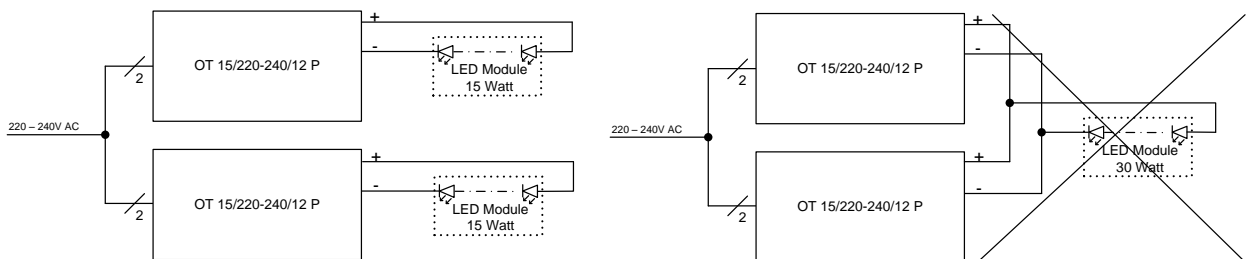 +
OT 15/220-240/12 P
-
LED Module
15 Watt
2
220 – 240V AC
+
OT 15/220-240/12 P
-
LED Module
15 Watt
2
+
OT 15/220-240/12 P
-
2
220 – 240V AC
+
OT 15/220-240/12 P
-
LED Module
30 Watt
2